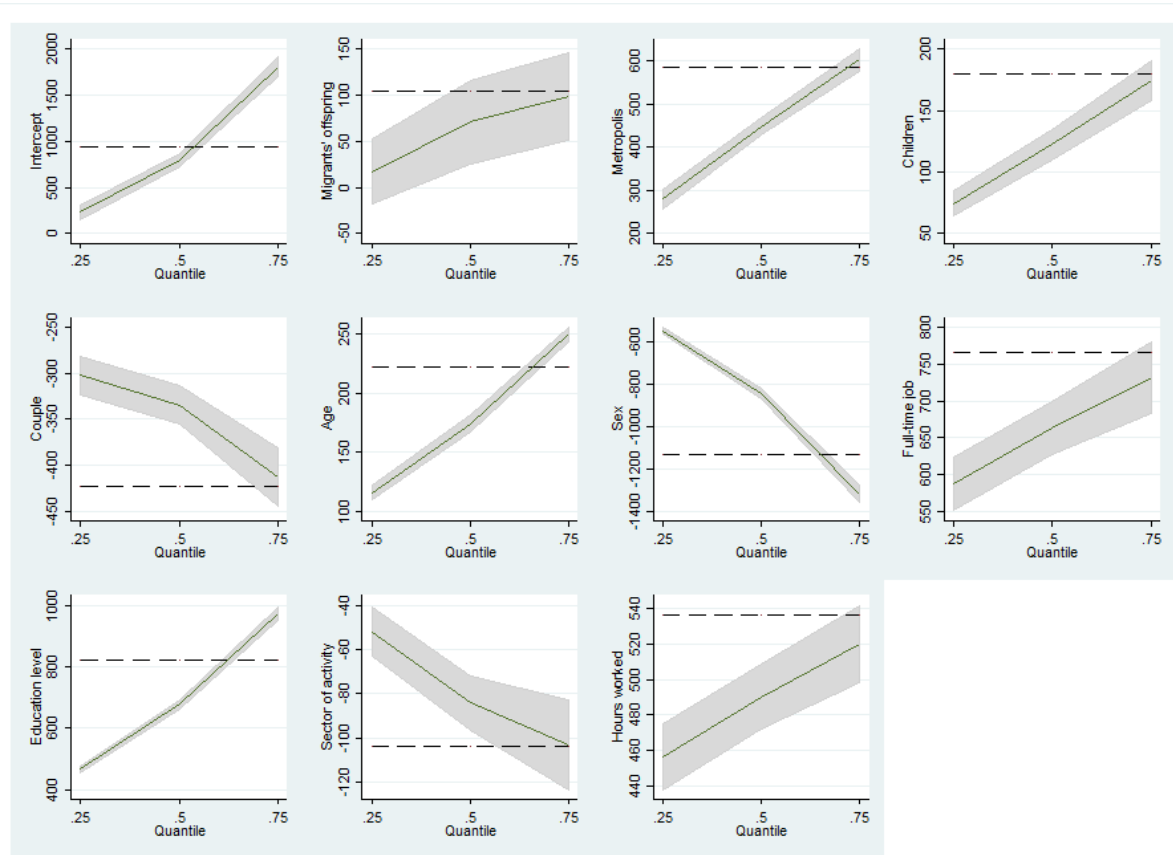 Intercept
2000
1500
1000
500
0
.25 .5 .75
Quantile
Migrants' offspring
150
100
50
0
-50
.25 .5 .75
Quantile
Metropolis
600
500
400
300
200
.25 .5 .75
Quantile
Children
200
150
100
50
.25 .5 .75
Quantile
Couple
-250
-300
-350
-400
-450
.25 .5 .75
Quantile
Age
250
200
150
100
.25 .5 .75
Quantile
Sex
-600
-800
-1000
-1200
-1400
.25 .5 .75
Quantile
Full-time job
800
750
700
650
600
550
.25 .5 .75
Quantile
Education level
1000
800
600
400
.25 .5 .75
Quantile
Sector of activity
-40
-60
-80
-100
-120
.25 .5 .75
Quantile
Hours worked
540
520
500
480
460
440
.25 .5 .75
Quantile